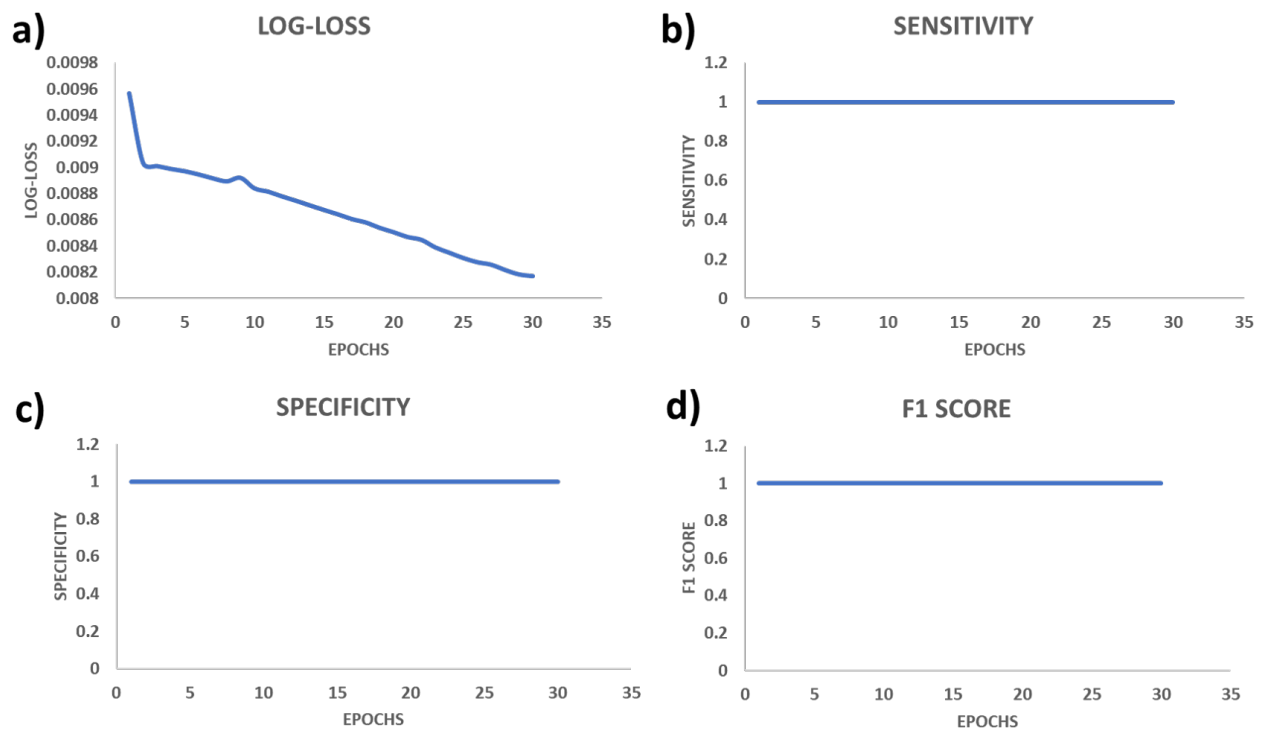 a)
LOG-LOSS
0.0098
0.0096
0.0094
0.0092
0.009
0.0088
0.0086
0.0084
0.0082
0.008
LOG-LOSS
0 5 10 15 20 25 30 35
EPOCHS
b)
SENSITIVITY
1.2
1
0.8
0.6
0.4
0.2
0
SENSITIVITY
0 5 10 15 20 25 30 35
EPOCHS
c)
SPECIFICITY
1.2
1
0.8
0.6
0.4
0.2
0
SPECIFICITY
0 5 10 15 20 25 30 35
EPOCHS
d)
F1 SCORE
1.2
1
0.8
0.6
0.4
0.2
0
F1 SCORE
0 5 10 15 20 25 30 35
EPOCHS